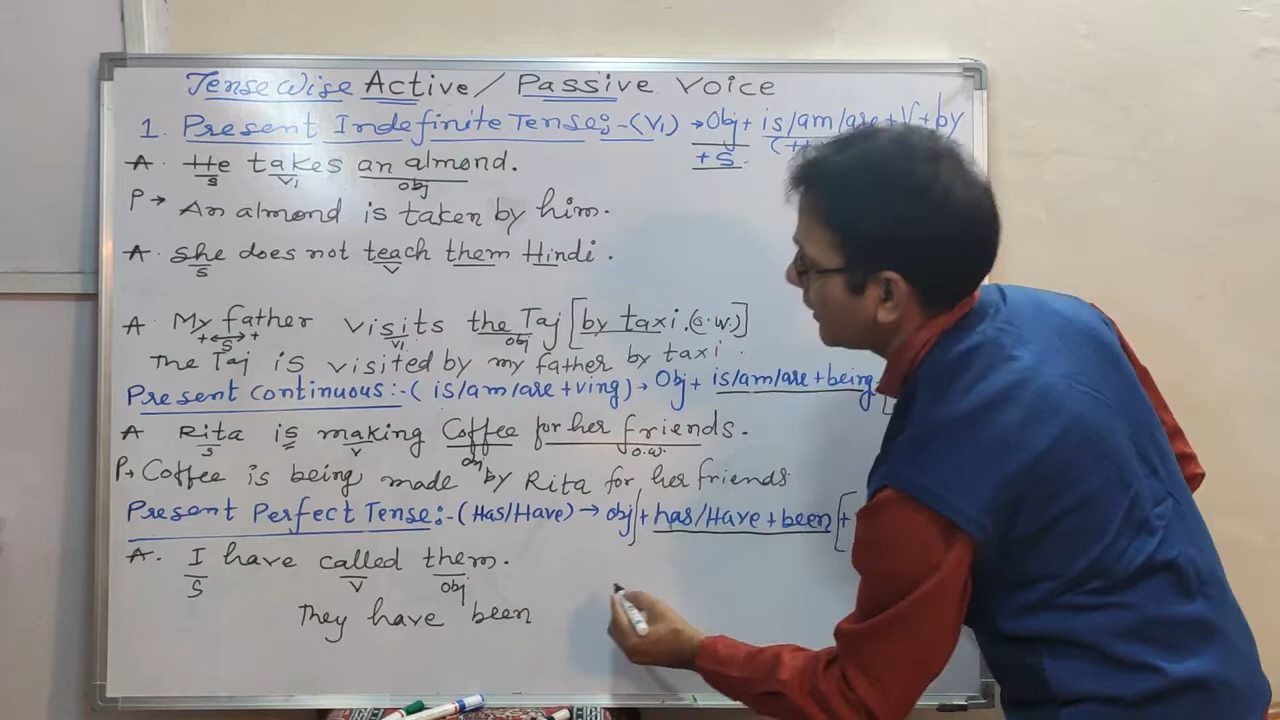 Tense Wise Active / Passive Voice
1. Present Indefinite Tense:-(V₁) → Obj + is/am/are + V + by
+ S.
A. He takes an almond.
S V₁ obj
P → An almond is taken by him.
A. She does not teach them Hindi.
S V
A. My father visits the Taj [by taxi.(o.w.)]
+ S + V₁ obj
The Taj is visited by my father by taxi.
Present Continuous:-(is/am/are + ving) → Obj + is/am/are + being
A Rita is making Coffee for her friends.
S V obj o.w.
P → Coffee is being made by Rita for her friends
Present Perfect Tense:-(Has/Have) → obj + has/Have + been [+
A. I have called them.
S V obj
They have been